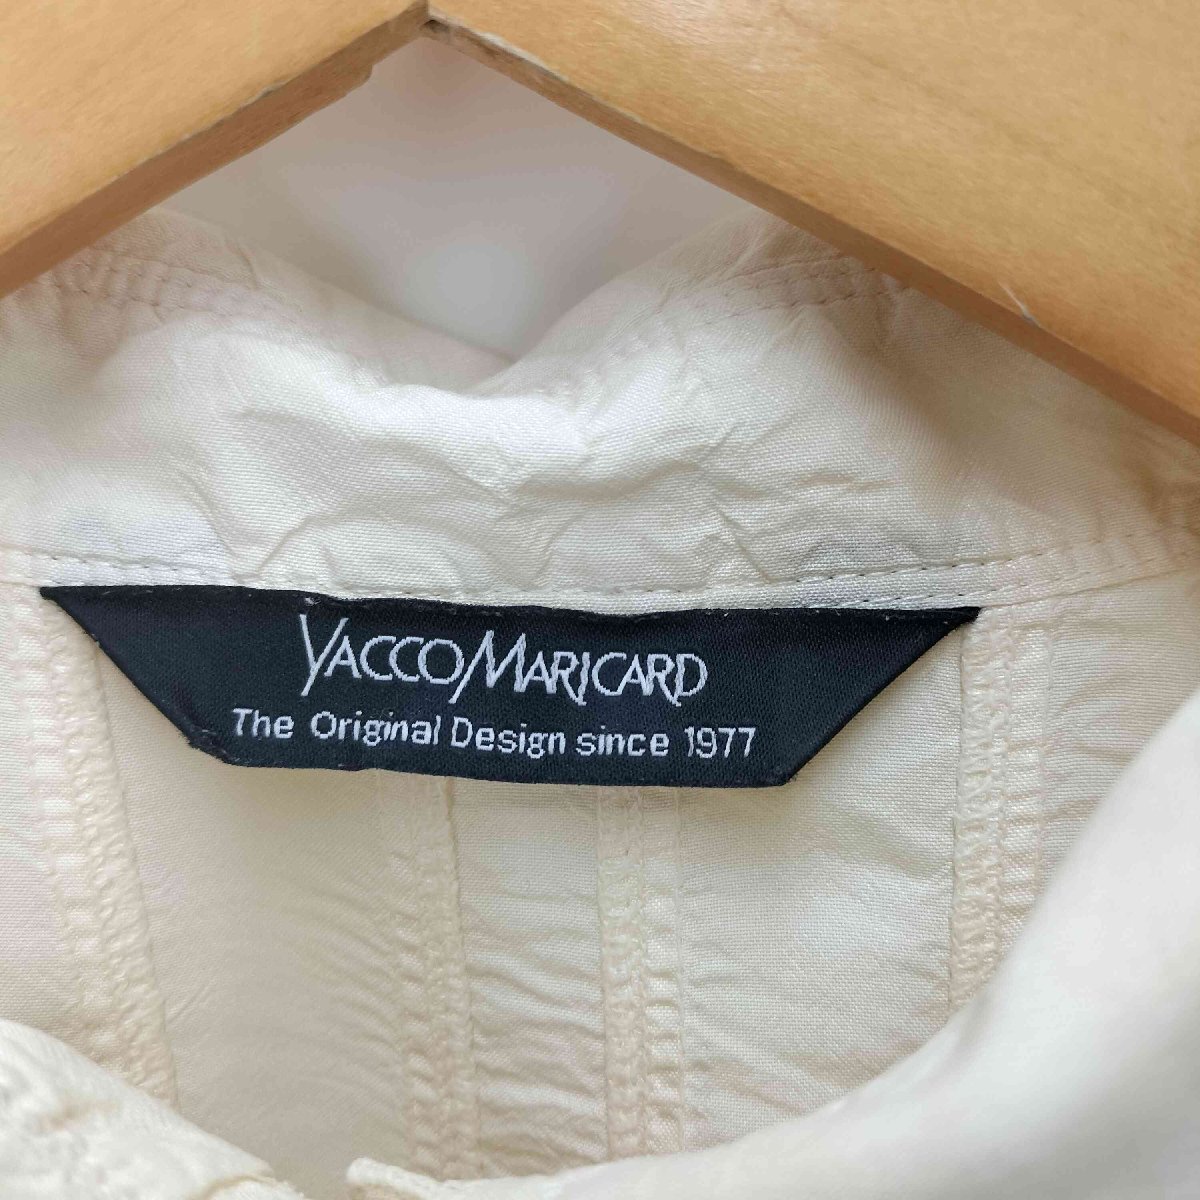 YACCOMARICARD
The Original Design since 1977